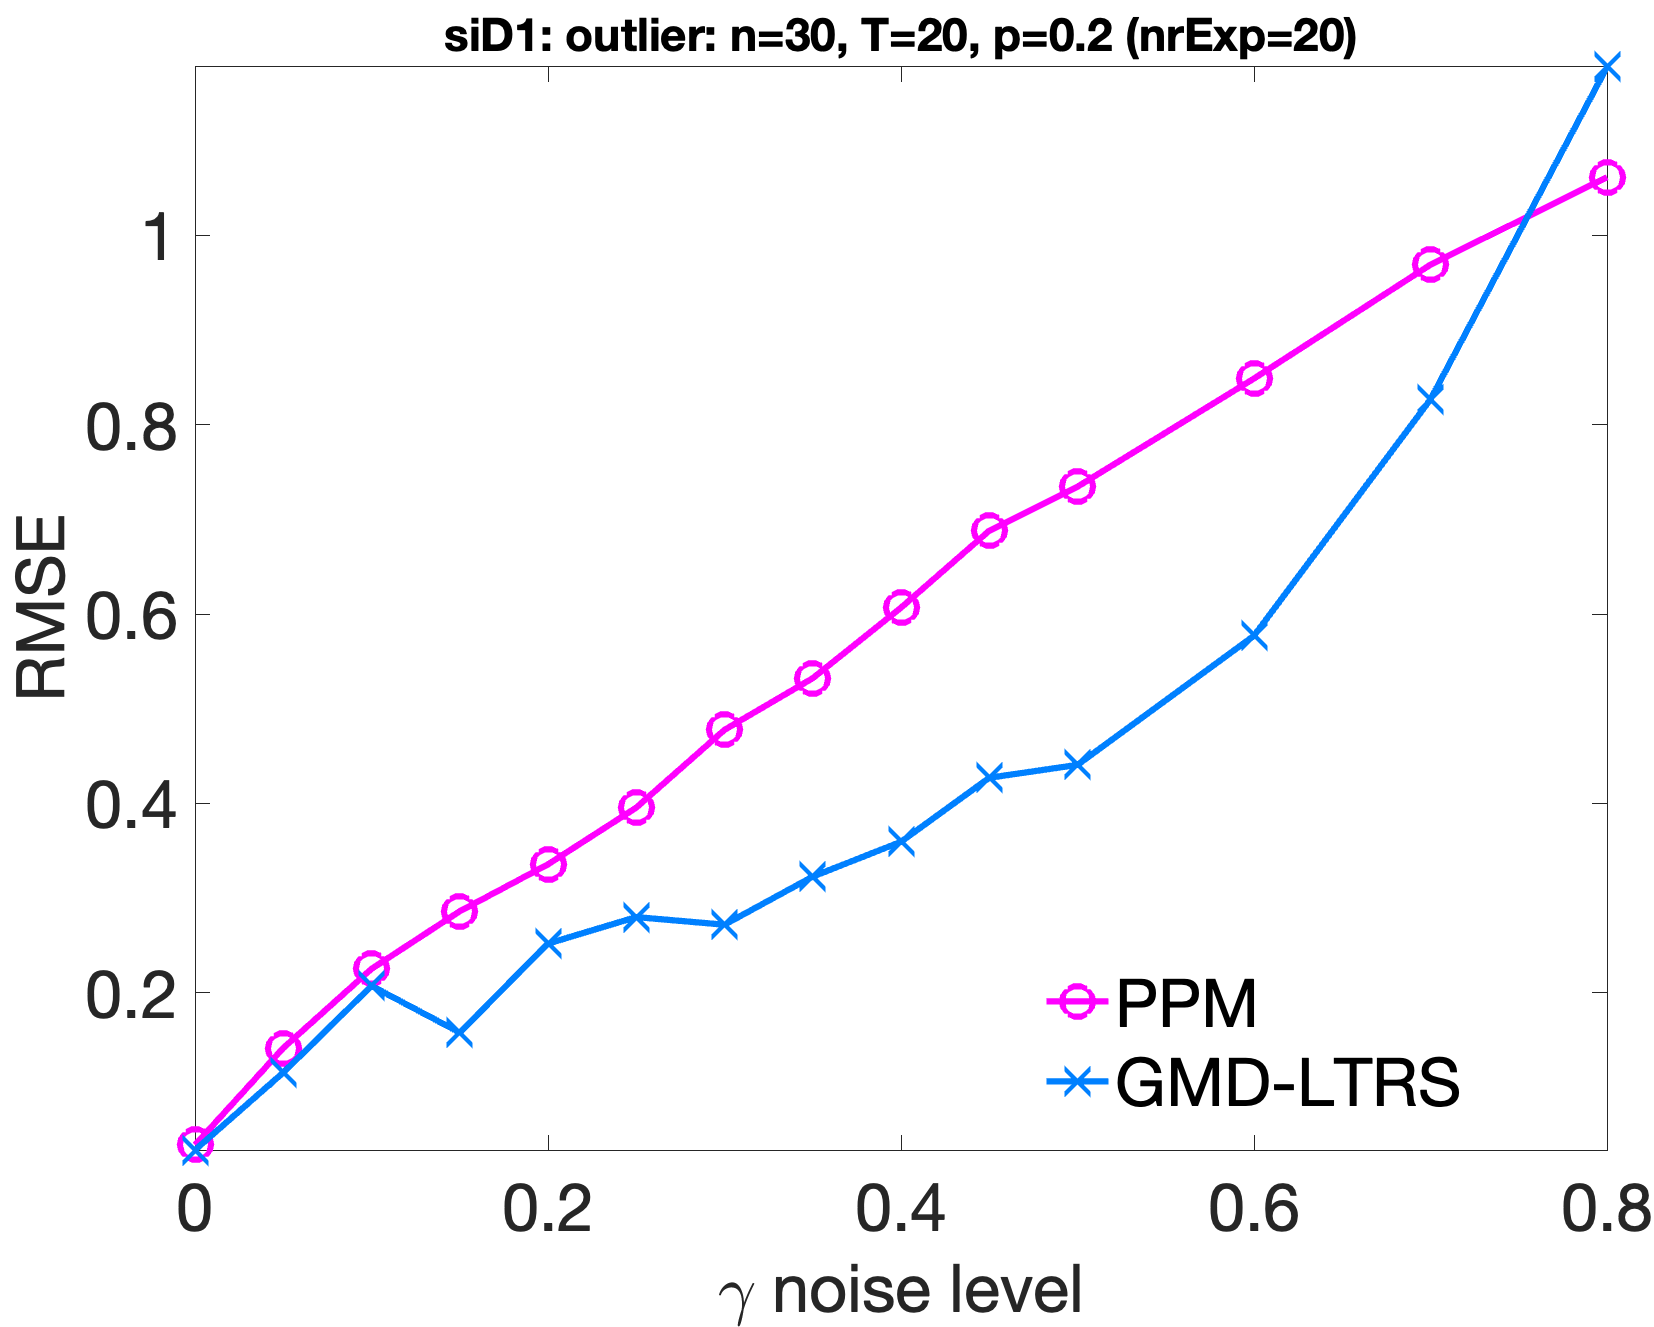 siD1: outlier: n=30, T=20, p=0.2 (nrExp=20)
RMSE
1
0.8
0.6
0.4
0.2
PPM
GMD-LTRS
0 0.2 0.4 0.6 0.8
γ noise level